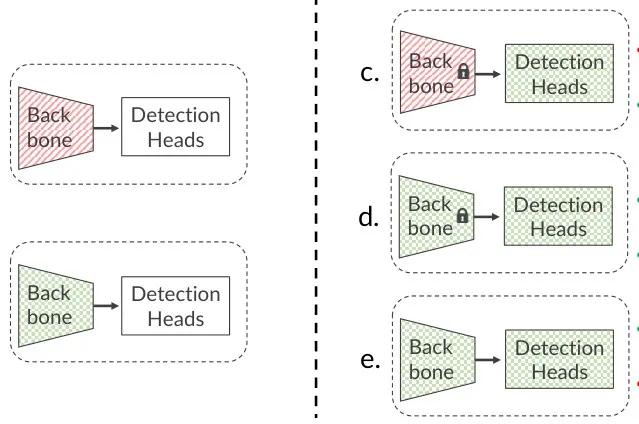 Back
bone
Detection
Heads
Back
bone
Detection
Heads
c.
Back
bone
Detection
Heads
d.
Back
bone
Detection
Heads
e.
Back
bone
Detection
Heads